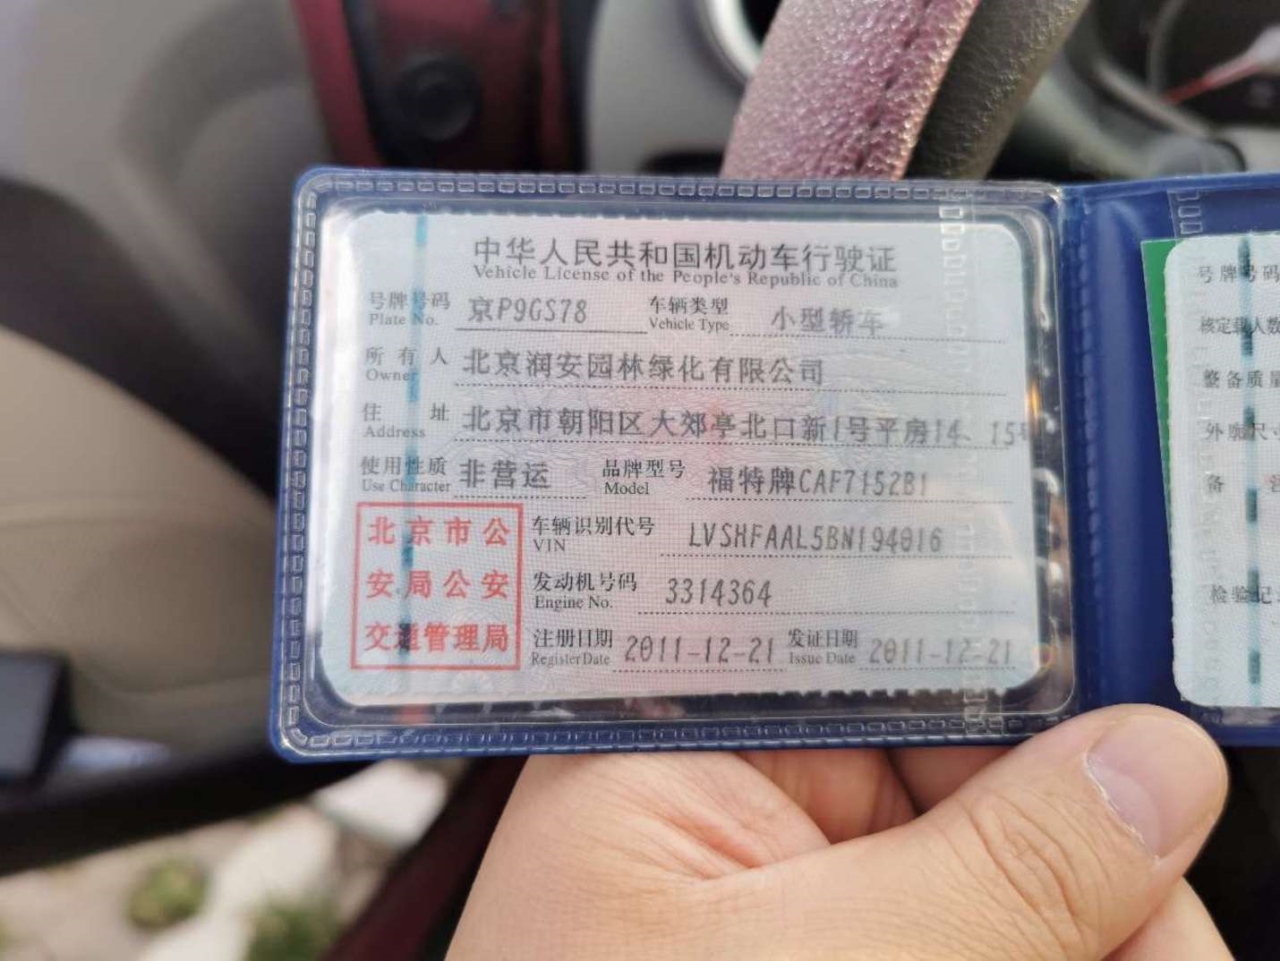 中华人民共和国机动车行驶证
Vehicle License of the People's Republic of China
号牌号码 京P9GS78 车辆类型 小型轿车
Plate No. Vehicle Type
所有人 北京润安园林绿化有限公司
Owner
住址 北京市朝阳区大郊亭北口新1号平房14、15
Address
使用性质 非营运 品牌型号 福特牌CAF7152B1
Use Character Model
北京市公
安局公安
交通管理局
车辆识别代号 LVSHFAAL5BN194016
VIN
发动机号码 3314364
Engine No.
注册日期 2011-12-21 发证日期 2011-12-21
Register Date Issue Date
号牌号码
核定载人数
整备质量
外廓尺寸
备 注
检验记